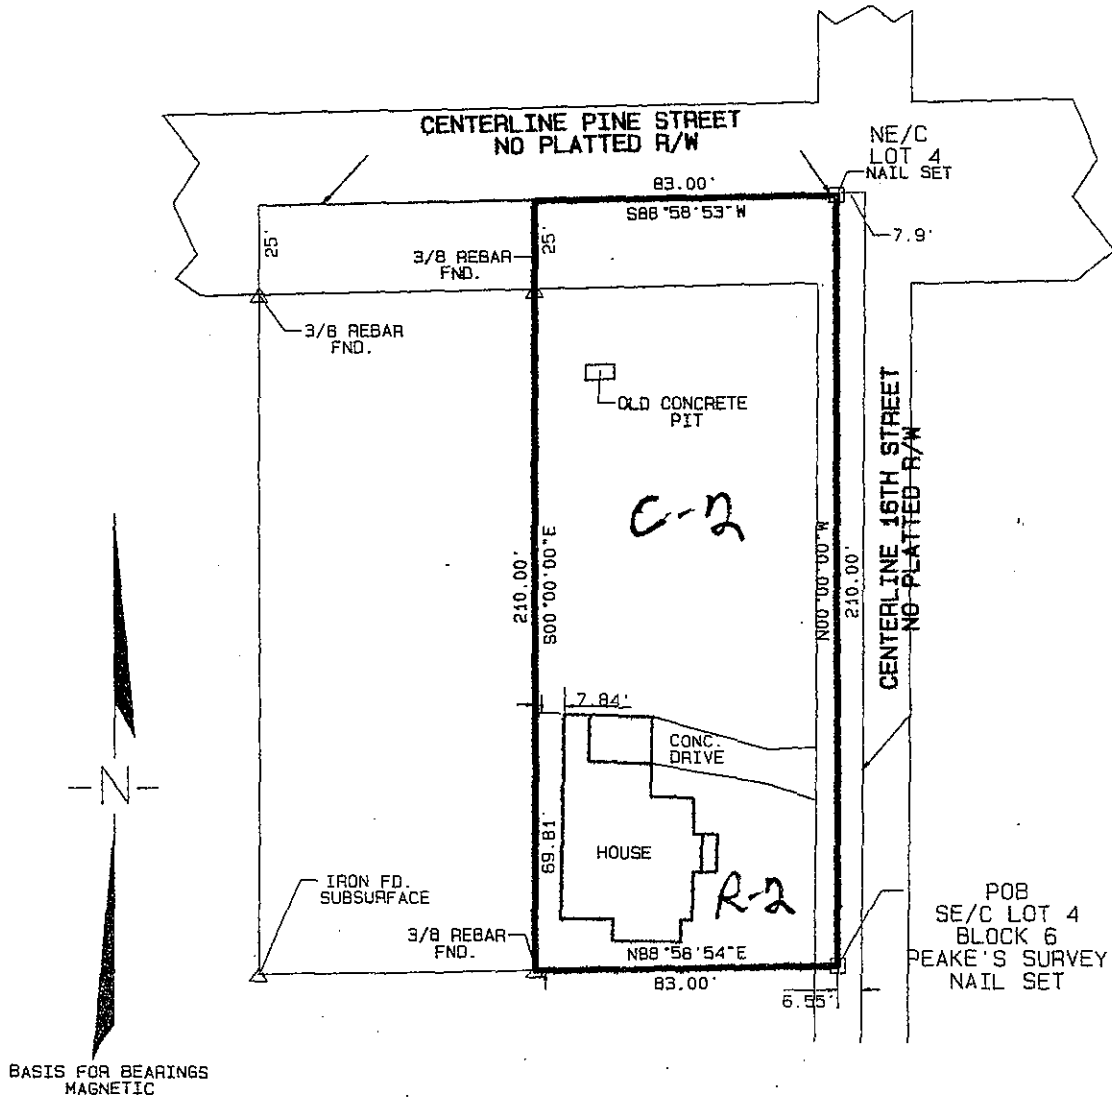 CENTERLINE PINE STREET
NO PLATTED R/W
NE/C
LOT 4
NAIL SET
83.00'
S88°58'53"W
7.9'
25'
25'
3/8 REBAR
FND.
3/8 REBAR
FND.
OLD CONCRETE
PIT
C-2
CENTERLINE 16TH STREET
NO PLATTED R/W
210.00'
S00°00'00"E
N00°00'00"W
210.00'
7.84'
CONC.
DRIVE
N
69.81'
HOUSE
R-2
IRON FD.
SUBSURFACE
3/8 REBAR
FND.
N88°58'54"E
83.00'
6.55'
POB
SE/C LOT 4
BLOCK 6
PEAKE'S SURVEY
NAIL SET
BASIS FOR BEARINGS
MAGNETIC